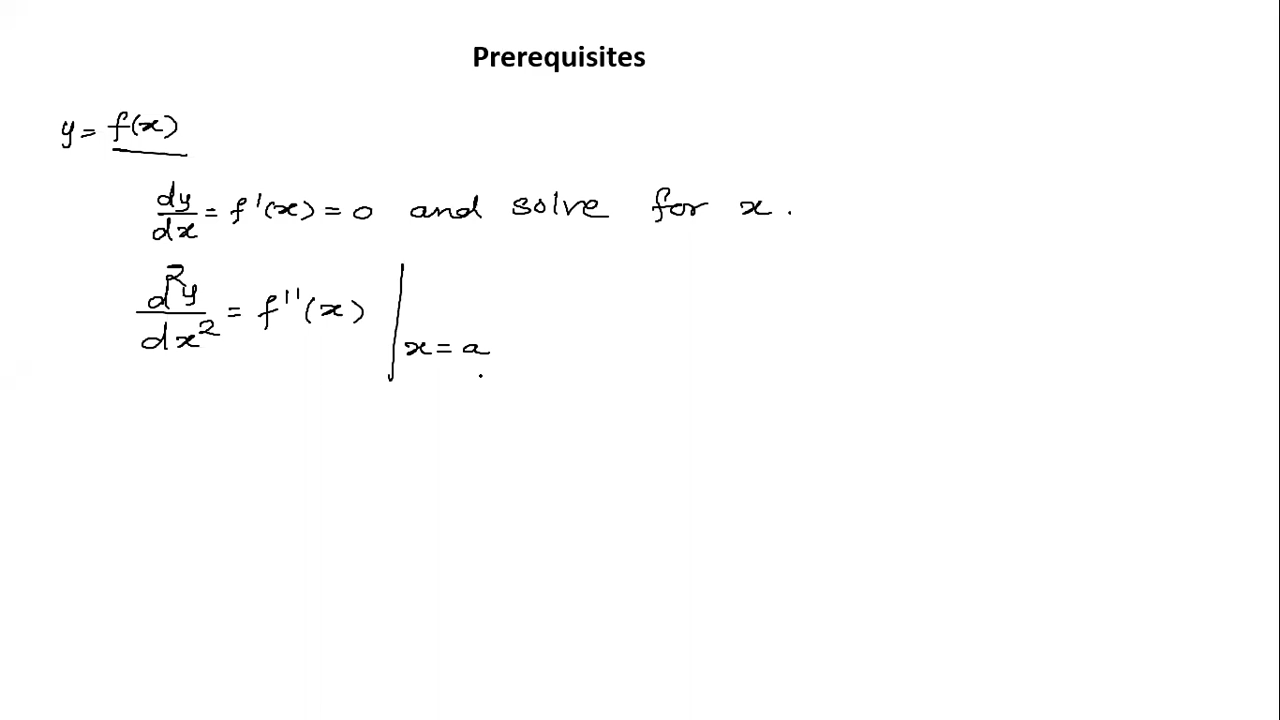 Prerequisites
y = f(x)
dy/dx = f'(x) = 0 and solve for x .
d²y/dx² = f''(x) | x = a